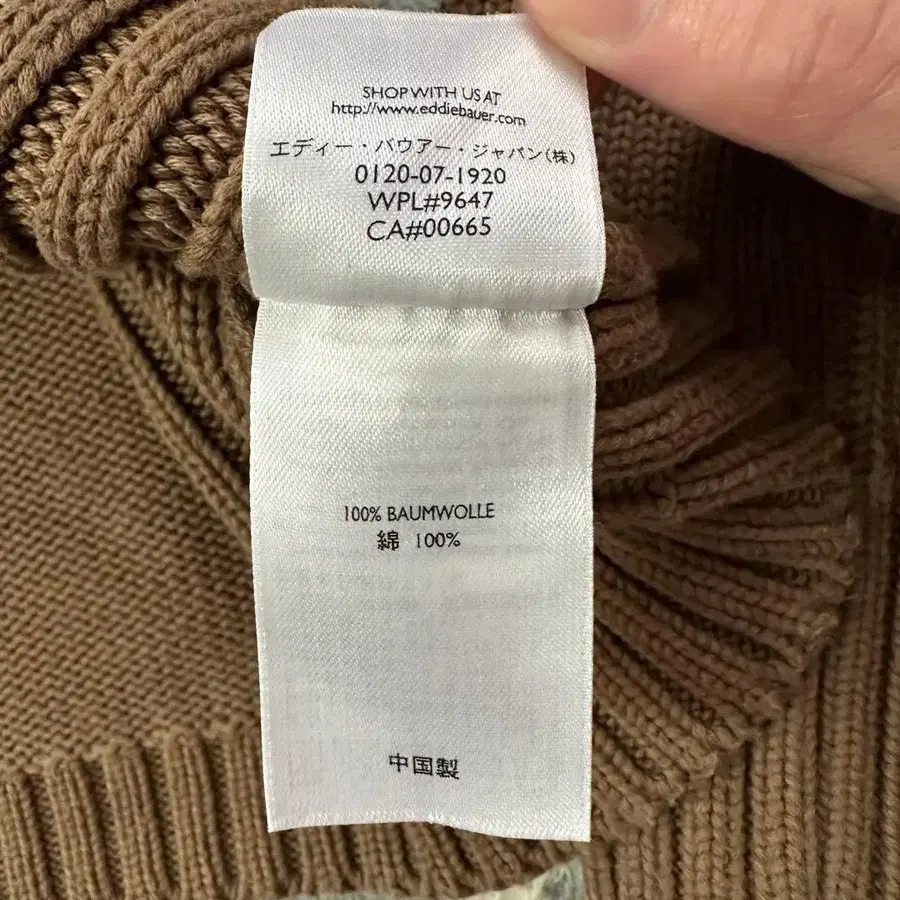 SHOP WITH US AT
http://www.eddiebauer.com
エディー・バウアー・ジャパン(株)
0120-07-1920
WPL#9647
CA#00665
100% BAUMWOLLE
綿 100%
中国製